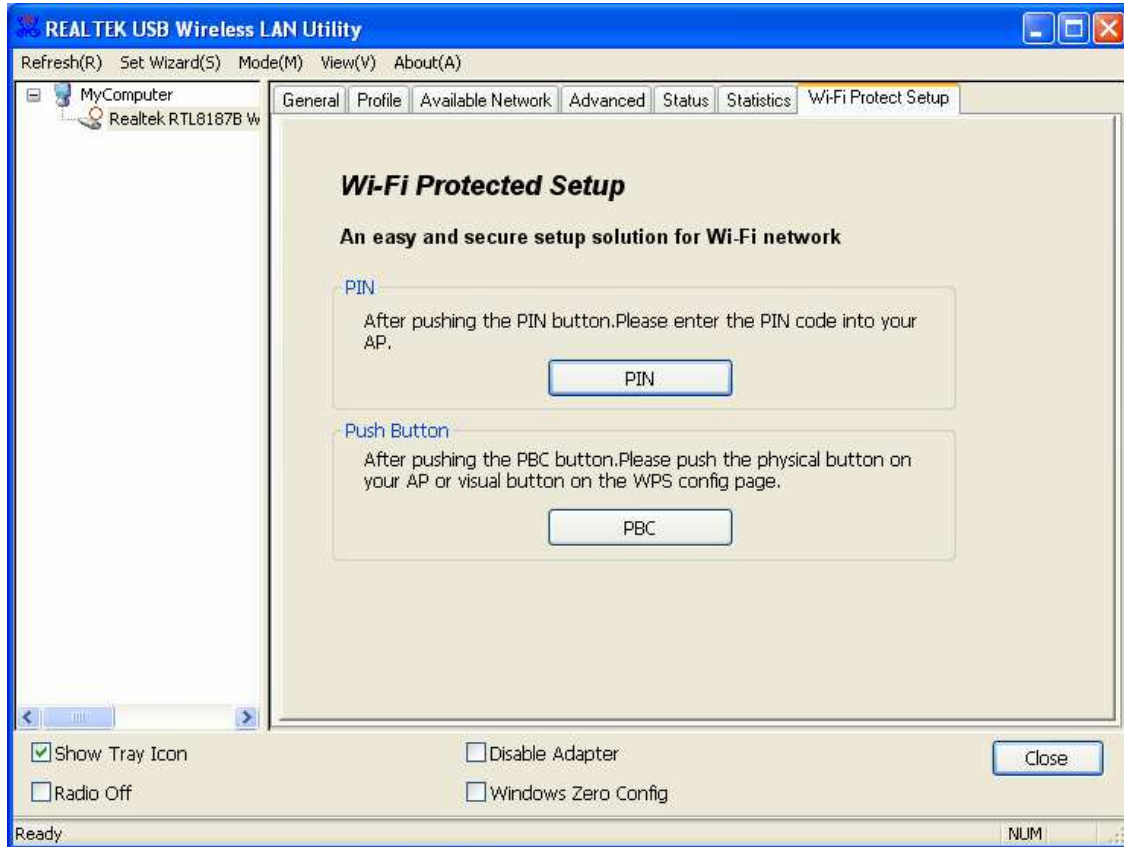 REALTEK USB Wireless LAN Utility
Refresh(R) Set Wizard(S) Mode(M) View(V) About(A)
MyComputer
Realtek RTL8187B W
General Profile Available Network Advanced Status Statistics Wi-Fi Protect Setup
Wi-Fi Protected Setup
An easy and secure setup solution for Wi-Fi network
PIN
After pushing the PIN button.Please enter the PIN code into your
AP.
PIN
Push Button
After pushing the PBC button.Please push the physical button on
your AP or visual button on the WPS config page.
PBC
Show Tray Icon
Disable Adapter
Close
Radio Off
Windows Zero Config
Ready
NUM